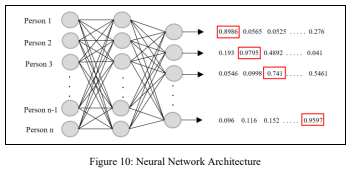 Person 1 0.8986 0.0565 0.0525 ..... 0.276
Person 2 0.193 0.9795 0.4892 ..... 0.041
Person 3 0.0546 0.0998 0.741 ..... 0.5461
Person n-1
Person n 0.096 0.116 0.152 ..... 0.9597
Figure 10: Neural Network Architecture